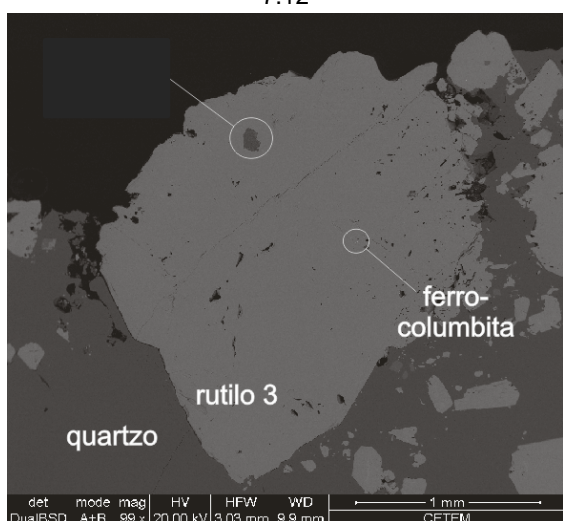 7.12
ferro-
columbita
rutilo 3
quartzo
det mode mag HV HFW WD 1 mm
DualBSD A+B 99 x 20.00 kV 3.03 mm 9.9 mm CETEM